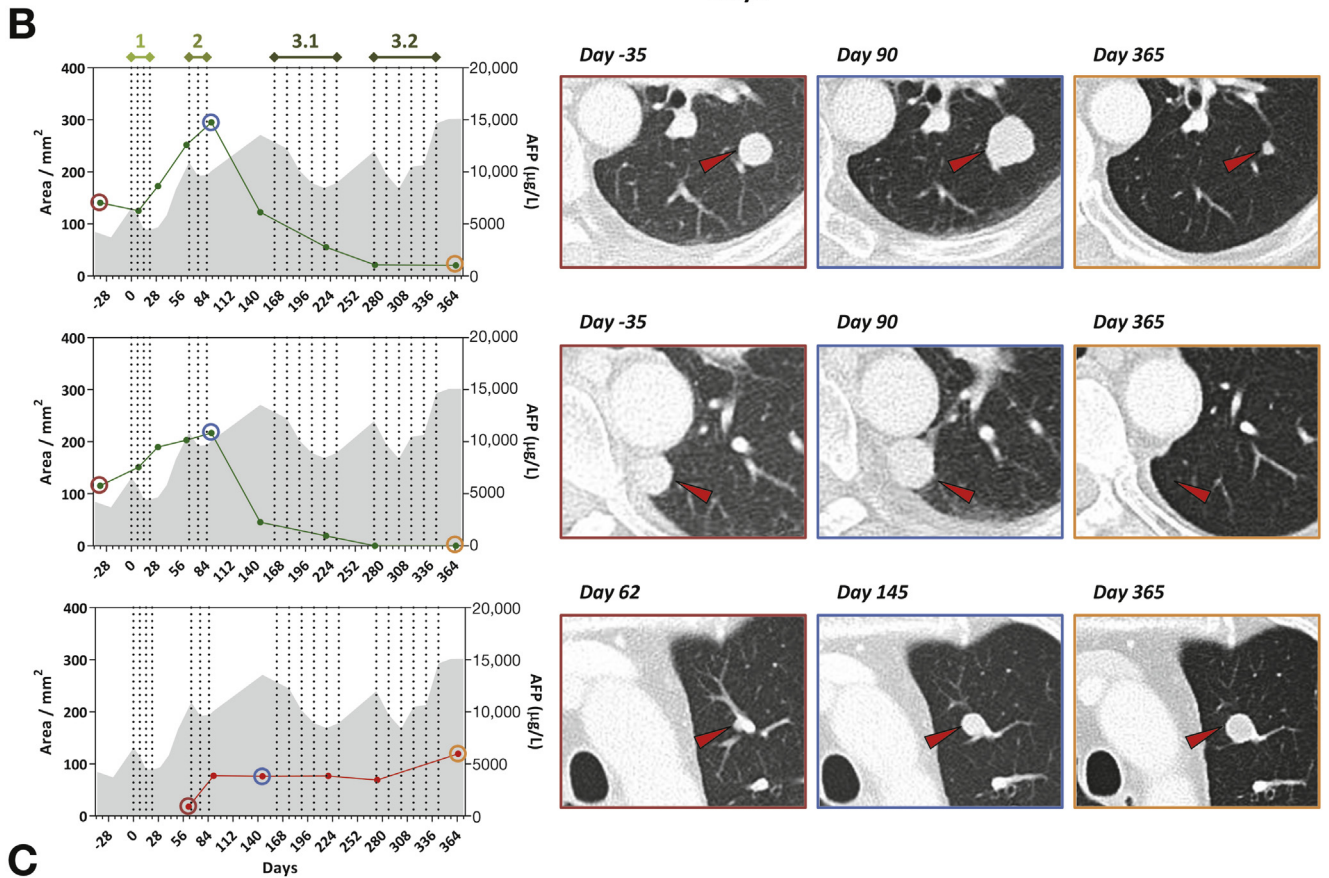 B
1 2 3.1 3.2
400 300 200 100 0
Area / mm²
20,000 15,000 10,000 5000 0
AFP (µg/L)
-28 0 28 56 84 112 140 168 196 224 252 280 308 336 364
Day -35 Day 90 Day 365
400 300 200 100 0
Area / mm²
20,000 15,000 10,000 5000 0
AFP (µg/L)
-28 0 28 56 84 112 140 168 196 224 252 280 308 336 364
Day -35 Day 90 Day 365
400 300 200 100 0
Area / mm²
20,000 15,000 10,000 5000 0
AFP (µg/L)
-28 0 28 56 84 112 140 168 196 224 252 280 308 336 364
Days
Day 62 Day 145 Day 365
C